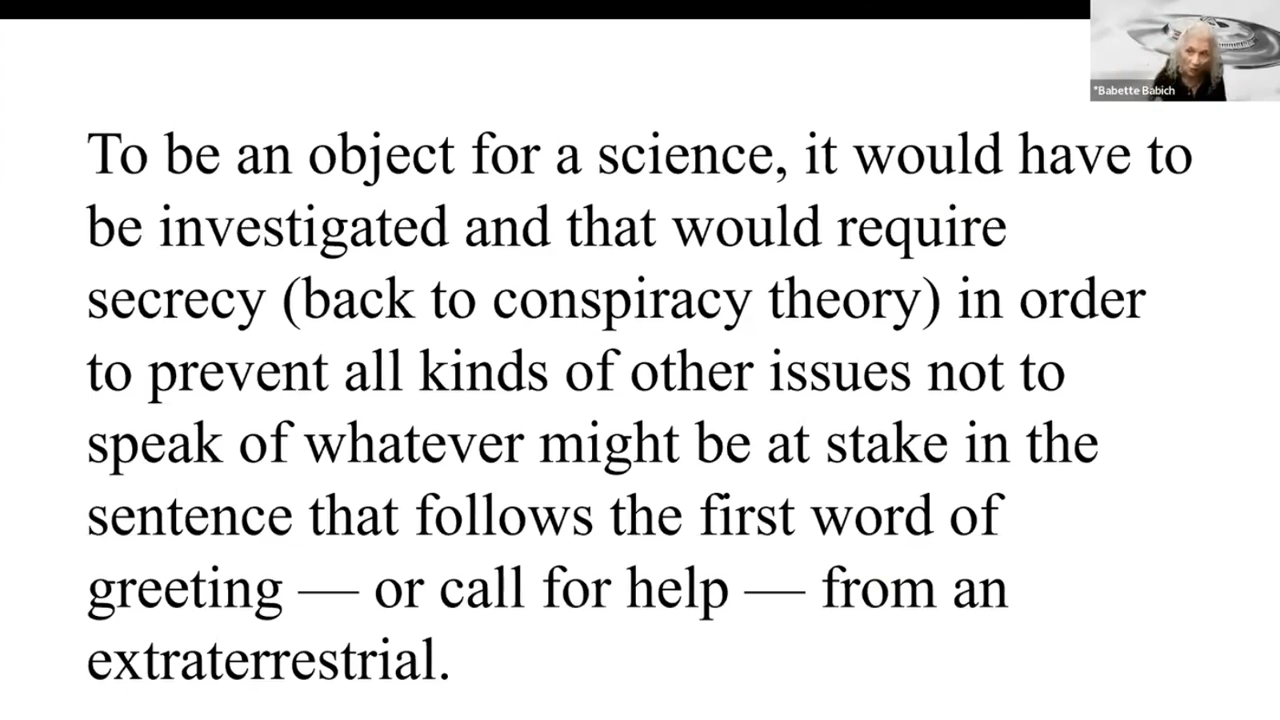 *Babette Babich
To be an object for a science, it would have to
be investigated and that would require
secrecy (back to conspiracy theory) in order
to prevent all kinds of other issues not to
speak of whatever might be at stake in the
sentence that follows the first word of
greeting — or call for help — from an
extraterrestrial.